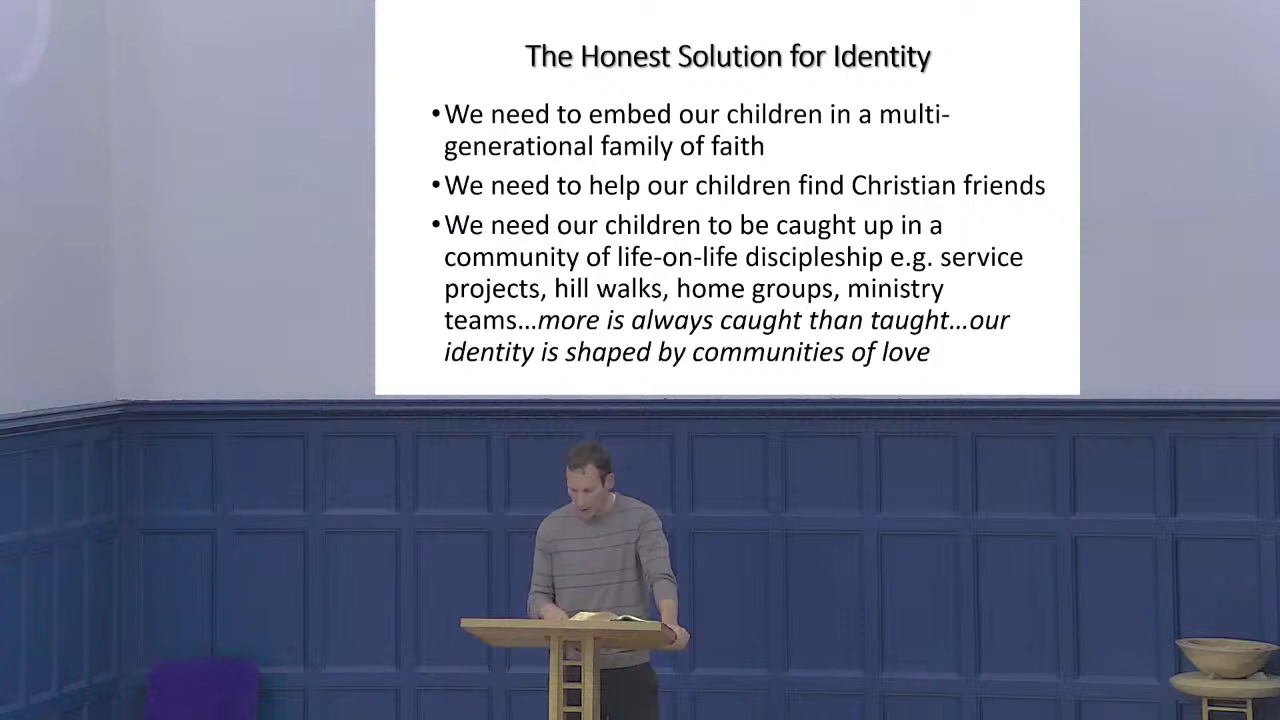 The Honest Solution for Identity
•We need to embed our children in a multi-
generational family of faith
•We need to help our children find Christian friends
•We need our children to be caught up in a
community of life-on-life discipleship e.g. service
projects, hill walks, home groups, ministry
teams…more is always caught than taught…our
identity is shaped by communities of love